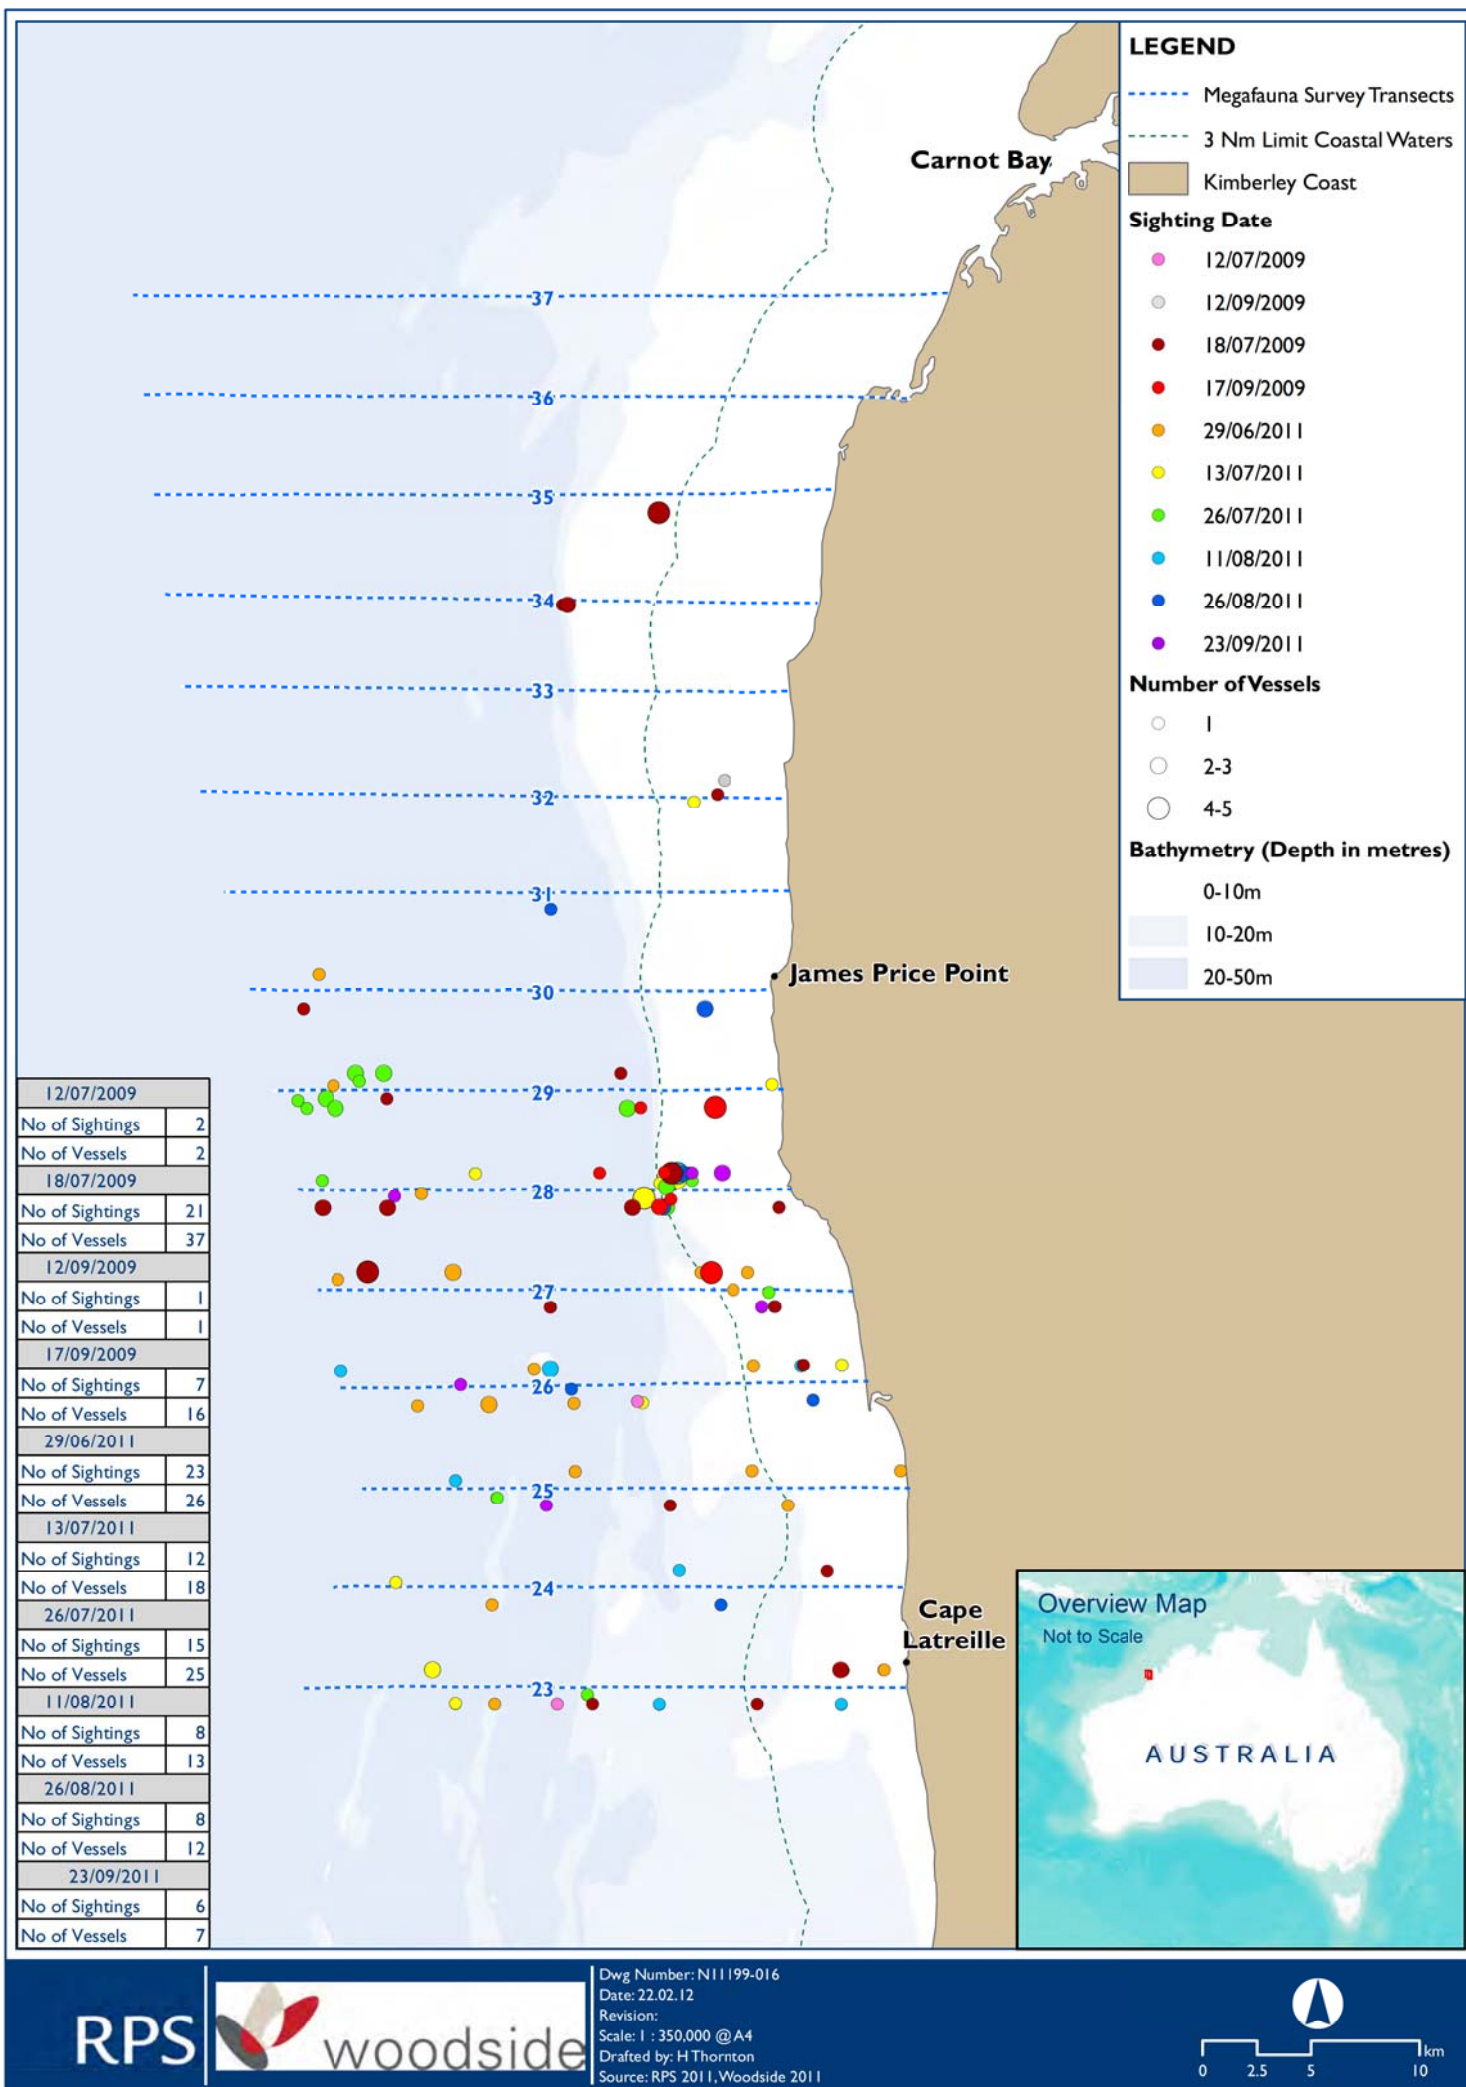 LEGEND
Megafauna Survey Transects
3 Nm Limit Coastal Waters
Kimberley Coast
Sighting Date
12/07/2009
12/09/2009
18/07/2009
17/09/2009
29/06/2011
13/07/2011
26/07/2011
11/08/2011
26/08/2011
23/09/2011
Number of Vessels
1
2-3
4-5
Bathymetry (Depth in metres)
0-10m
10-20m
20-50m
Carnot Bay
37
36
35
34
33
32
31
James Price Point
30
29
28
27
26
25
24
Cape
Latreille
23
12/07/2009
No of Sightings 2
No of Vessels 2
18/07/2009
No of Sightings 21
No of Vessels 37
12/09/2009
No of Sightings 1
No of Vessels 1
17/09/2009
No of Sightings 7
No of Vessels 16
29/06/2011
No of Sightings 23
No of Vessels 26
13/07/2011
No of Sightings 12
No of Vessels 18
26/07/2011
No of Sightings 15
No of Vessels 25
11/08/2011
No of Sightings 8
No of Vessels 13
26/08/2011
No of Sightings 8
No of Vessels 12
23/09/2011
No of Sightings 6
No of Vessels 7
Overview Map
Not to Scale
AUSTRALIA
RPS
woodside
Dwg Number: N11199-016
Date: 22.02.12
Revision:
Scale: 1 : 350,000 @ A4
Drafted by: H Thornton
Source: RPS 2011, Woodside 2011
km
0 2.5 5 10